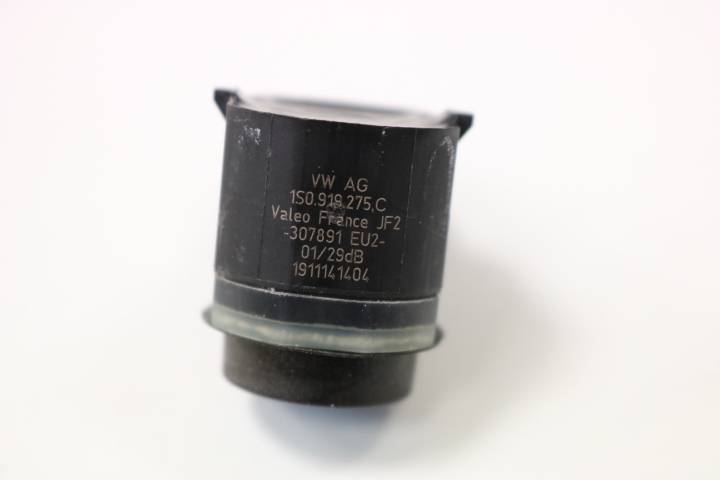 VW AG
1S0.919.275.C
Valeo France JF2
-307891 EU2-
01/29dB
1911141404